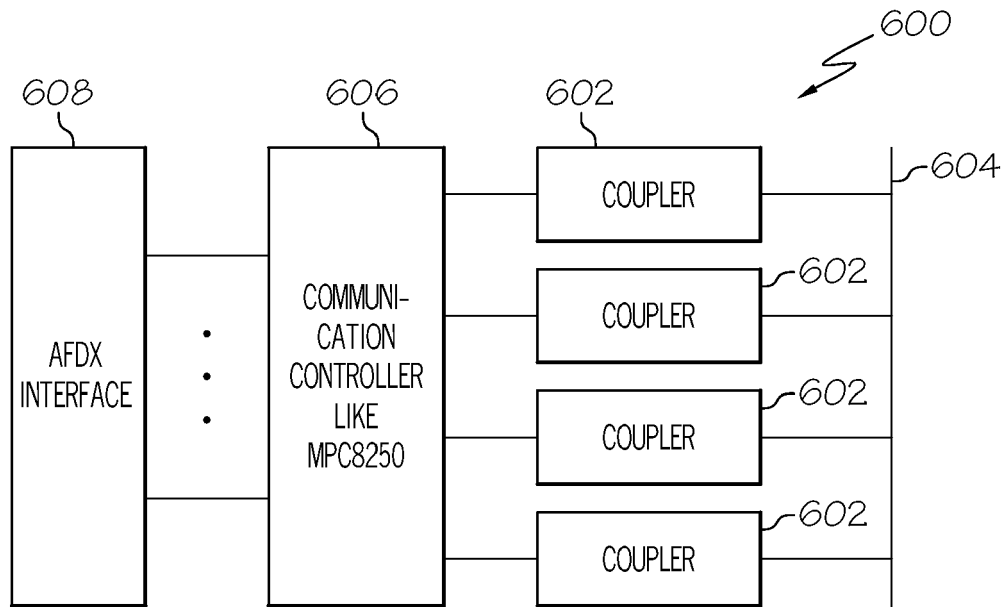 600
608
606
602
604
COUPLER
602
COUPLER
AFDX
INTERFACE
COMMUNI-
CATION
CONTROLLER
LIKE
MPC8250
602
COUPLER
602
COUPLER